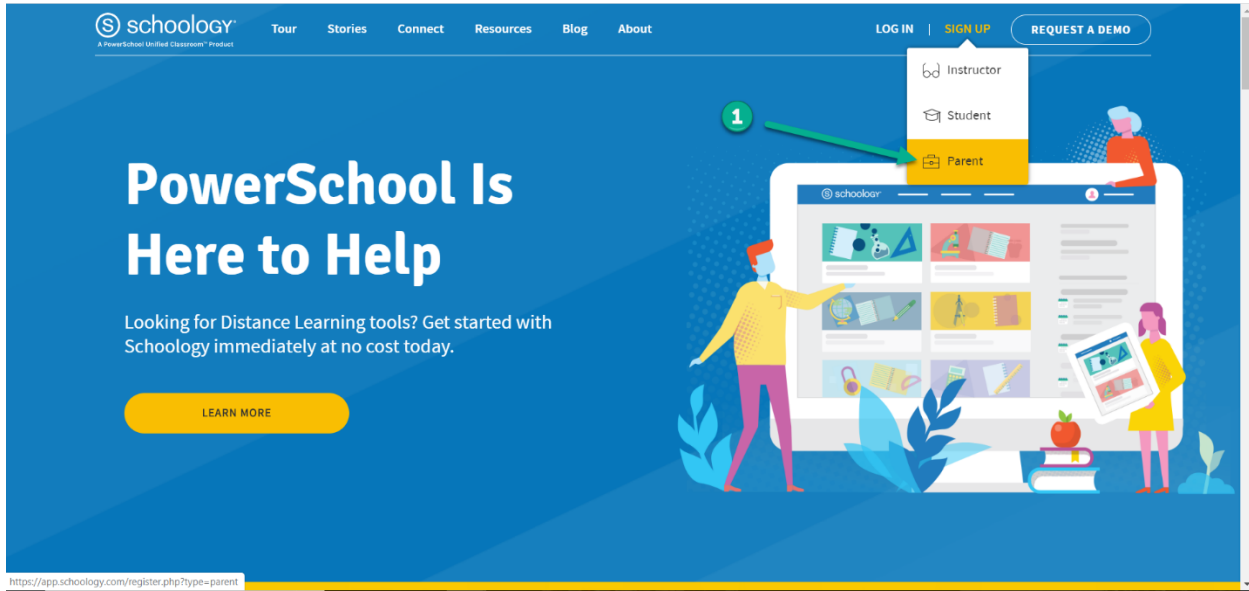 S schoology
A PowerSchool Unified Classroom™ Product
Tour Stories Connect Resources Blog About LOG IN | SIGN UP REQUEST A DEMO
Instructor
Student
1
Parent
PowerSchool Is
Here to Help
S schoology
Looking for Distance Learning tools? Get started with
Schoology immediately at no cost today.
LEARN MORE
https://app.schoology.com/register.php?type=parent